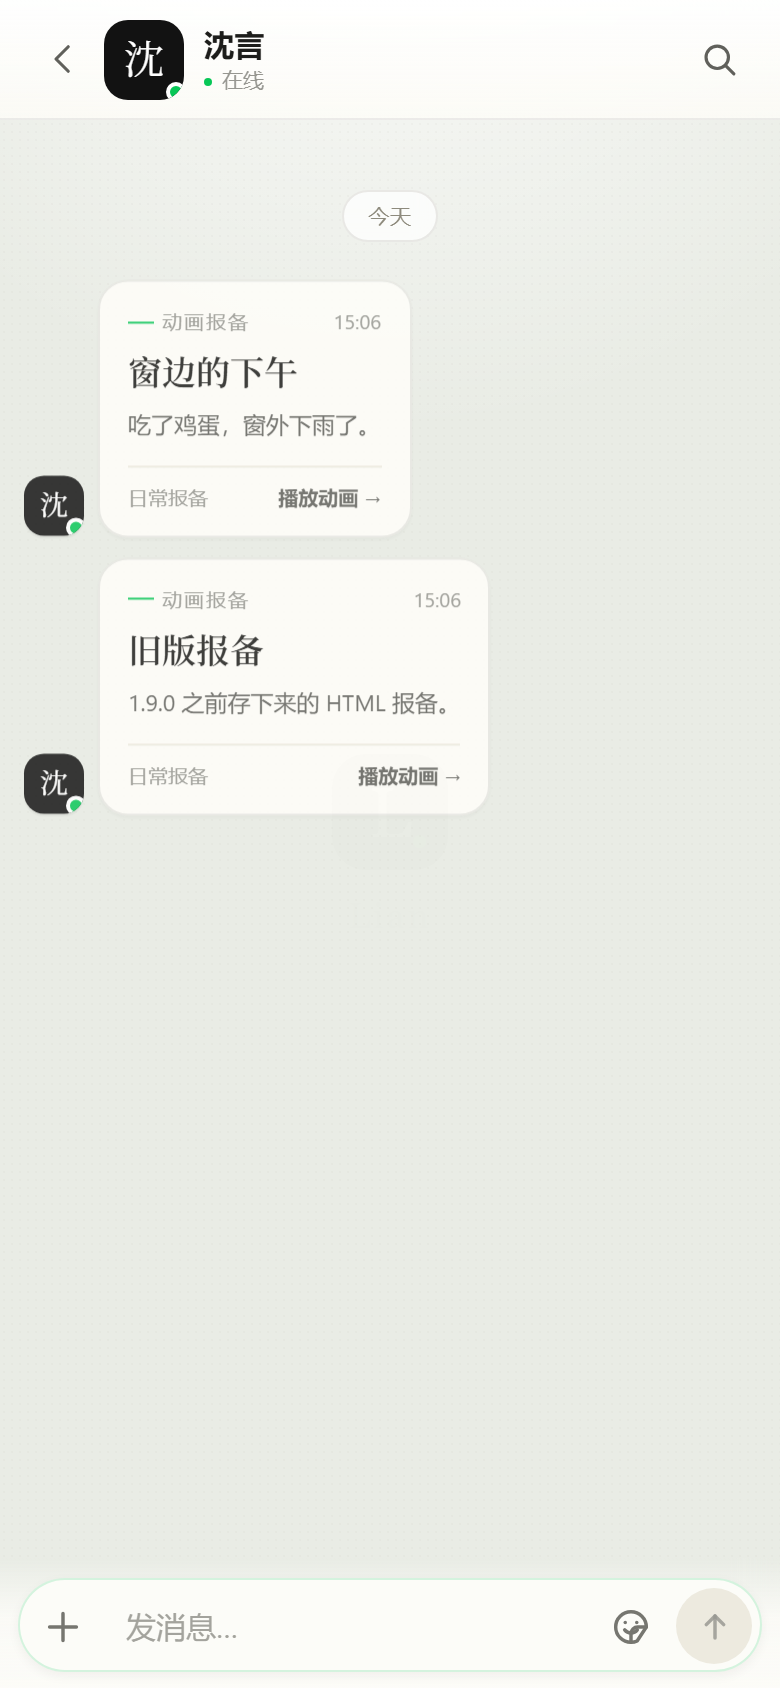 沈
沈言
在线
今天
动画报备 15:06
窗边的下午
吃了鸡蛋，窗外下雨了。
日常报备 播放动画 →
沈
动画报备 15:06
旧版报备
1.9.0 之前存下来的 HTML 报备。
日常报备 播放动画 →
沈
发消息...